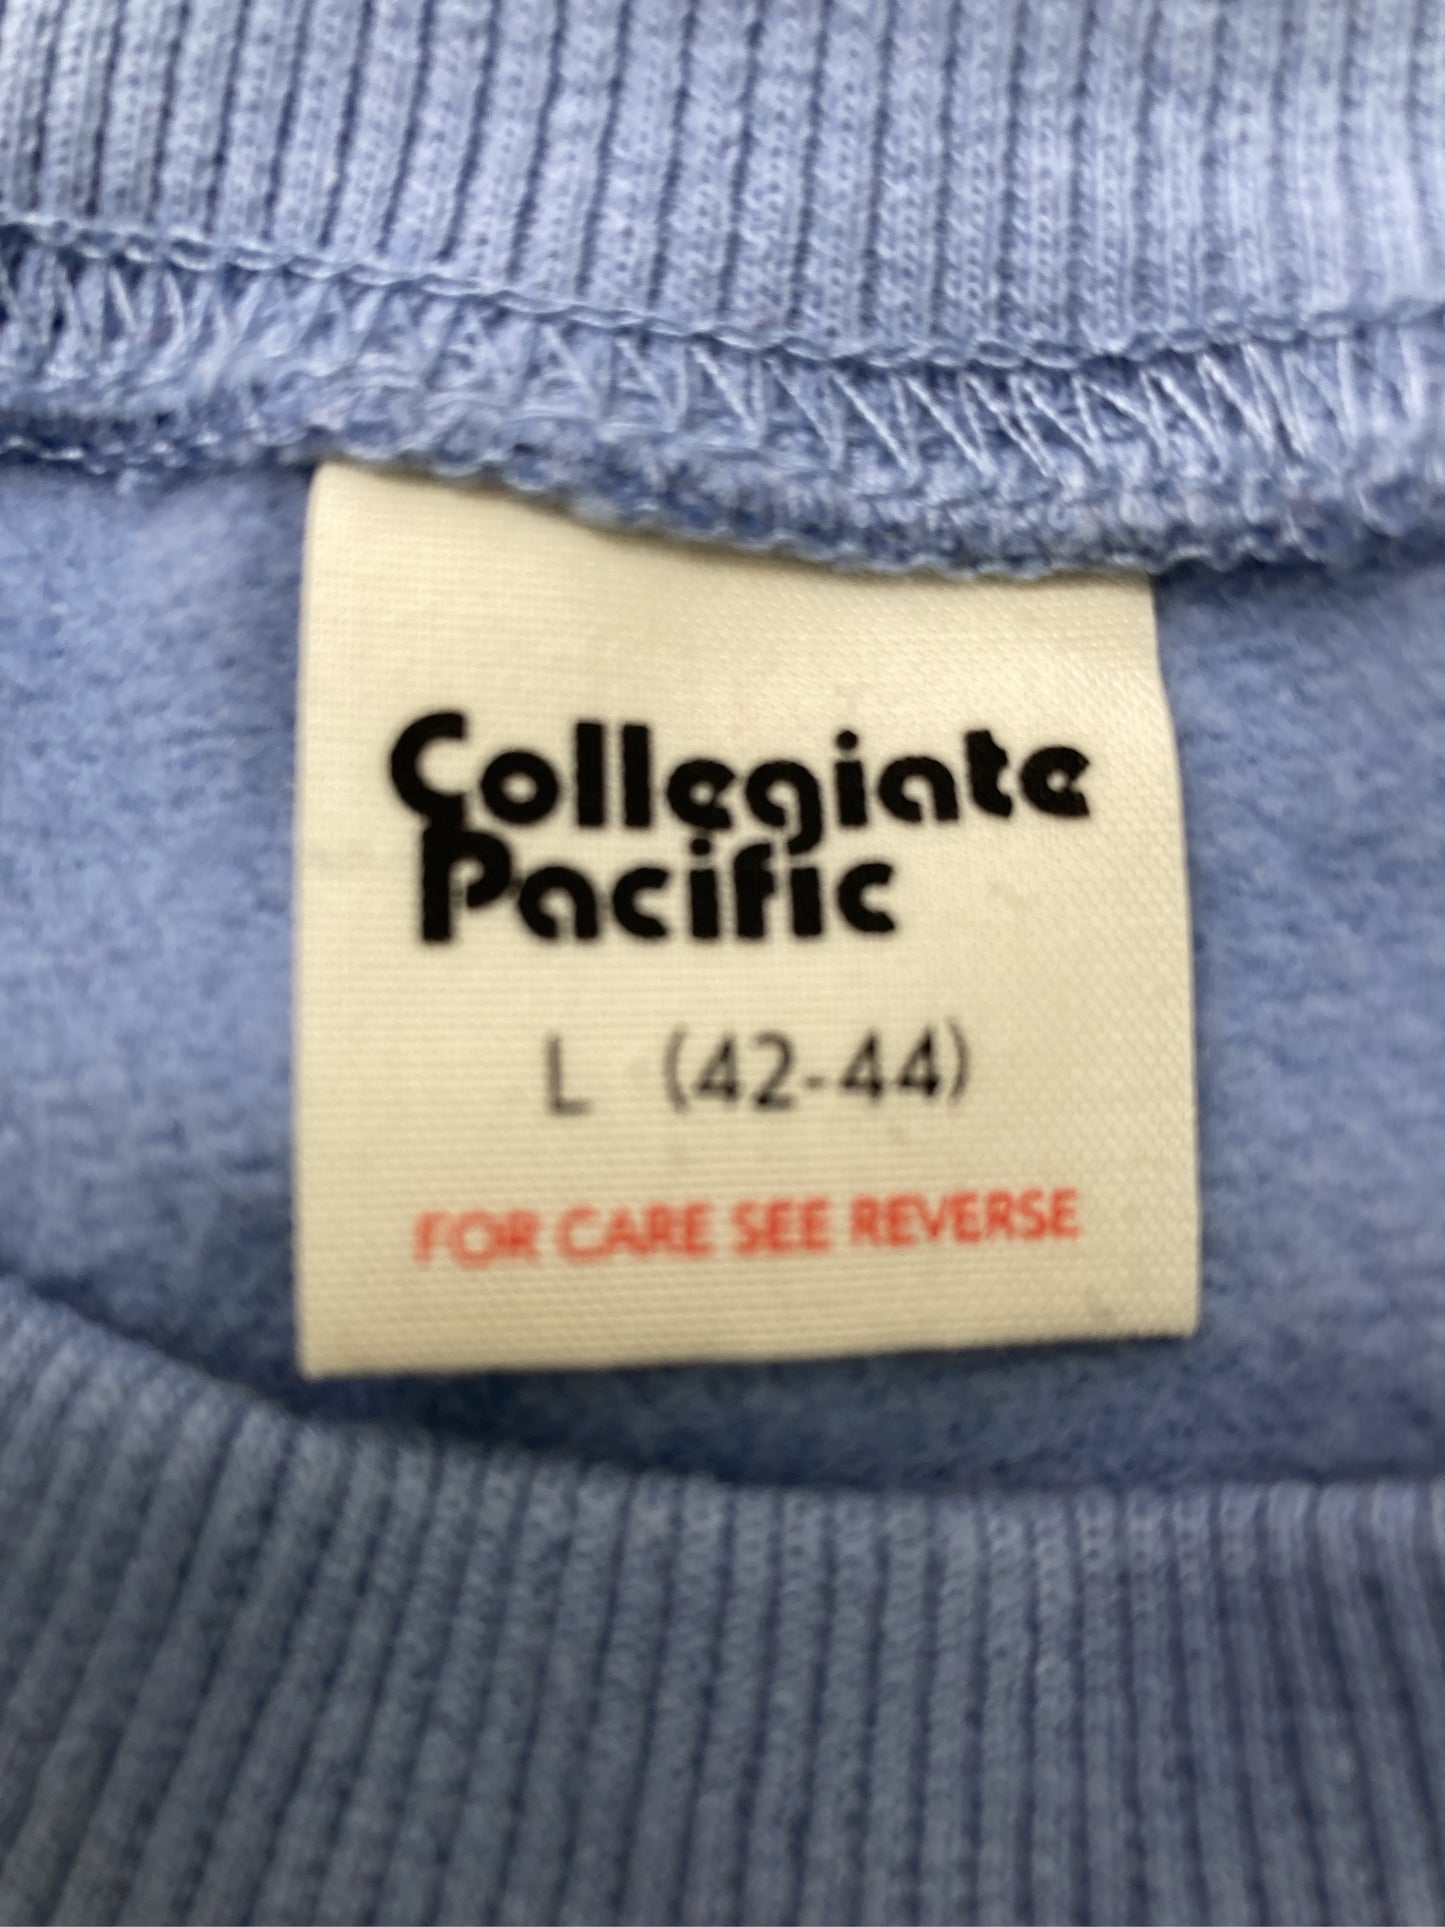 Collegiate
Pacific
L (42-44)
FOR CARE SEE REVERSE